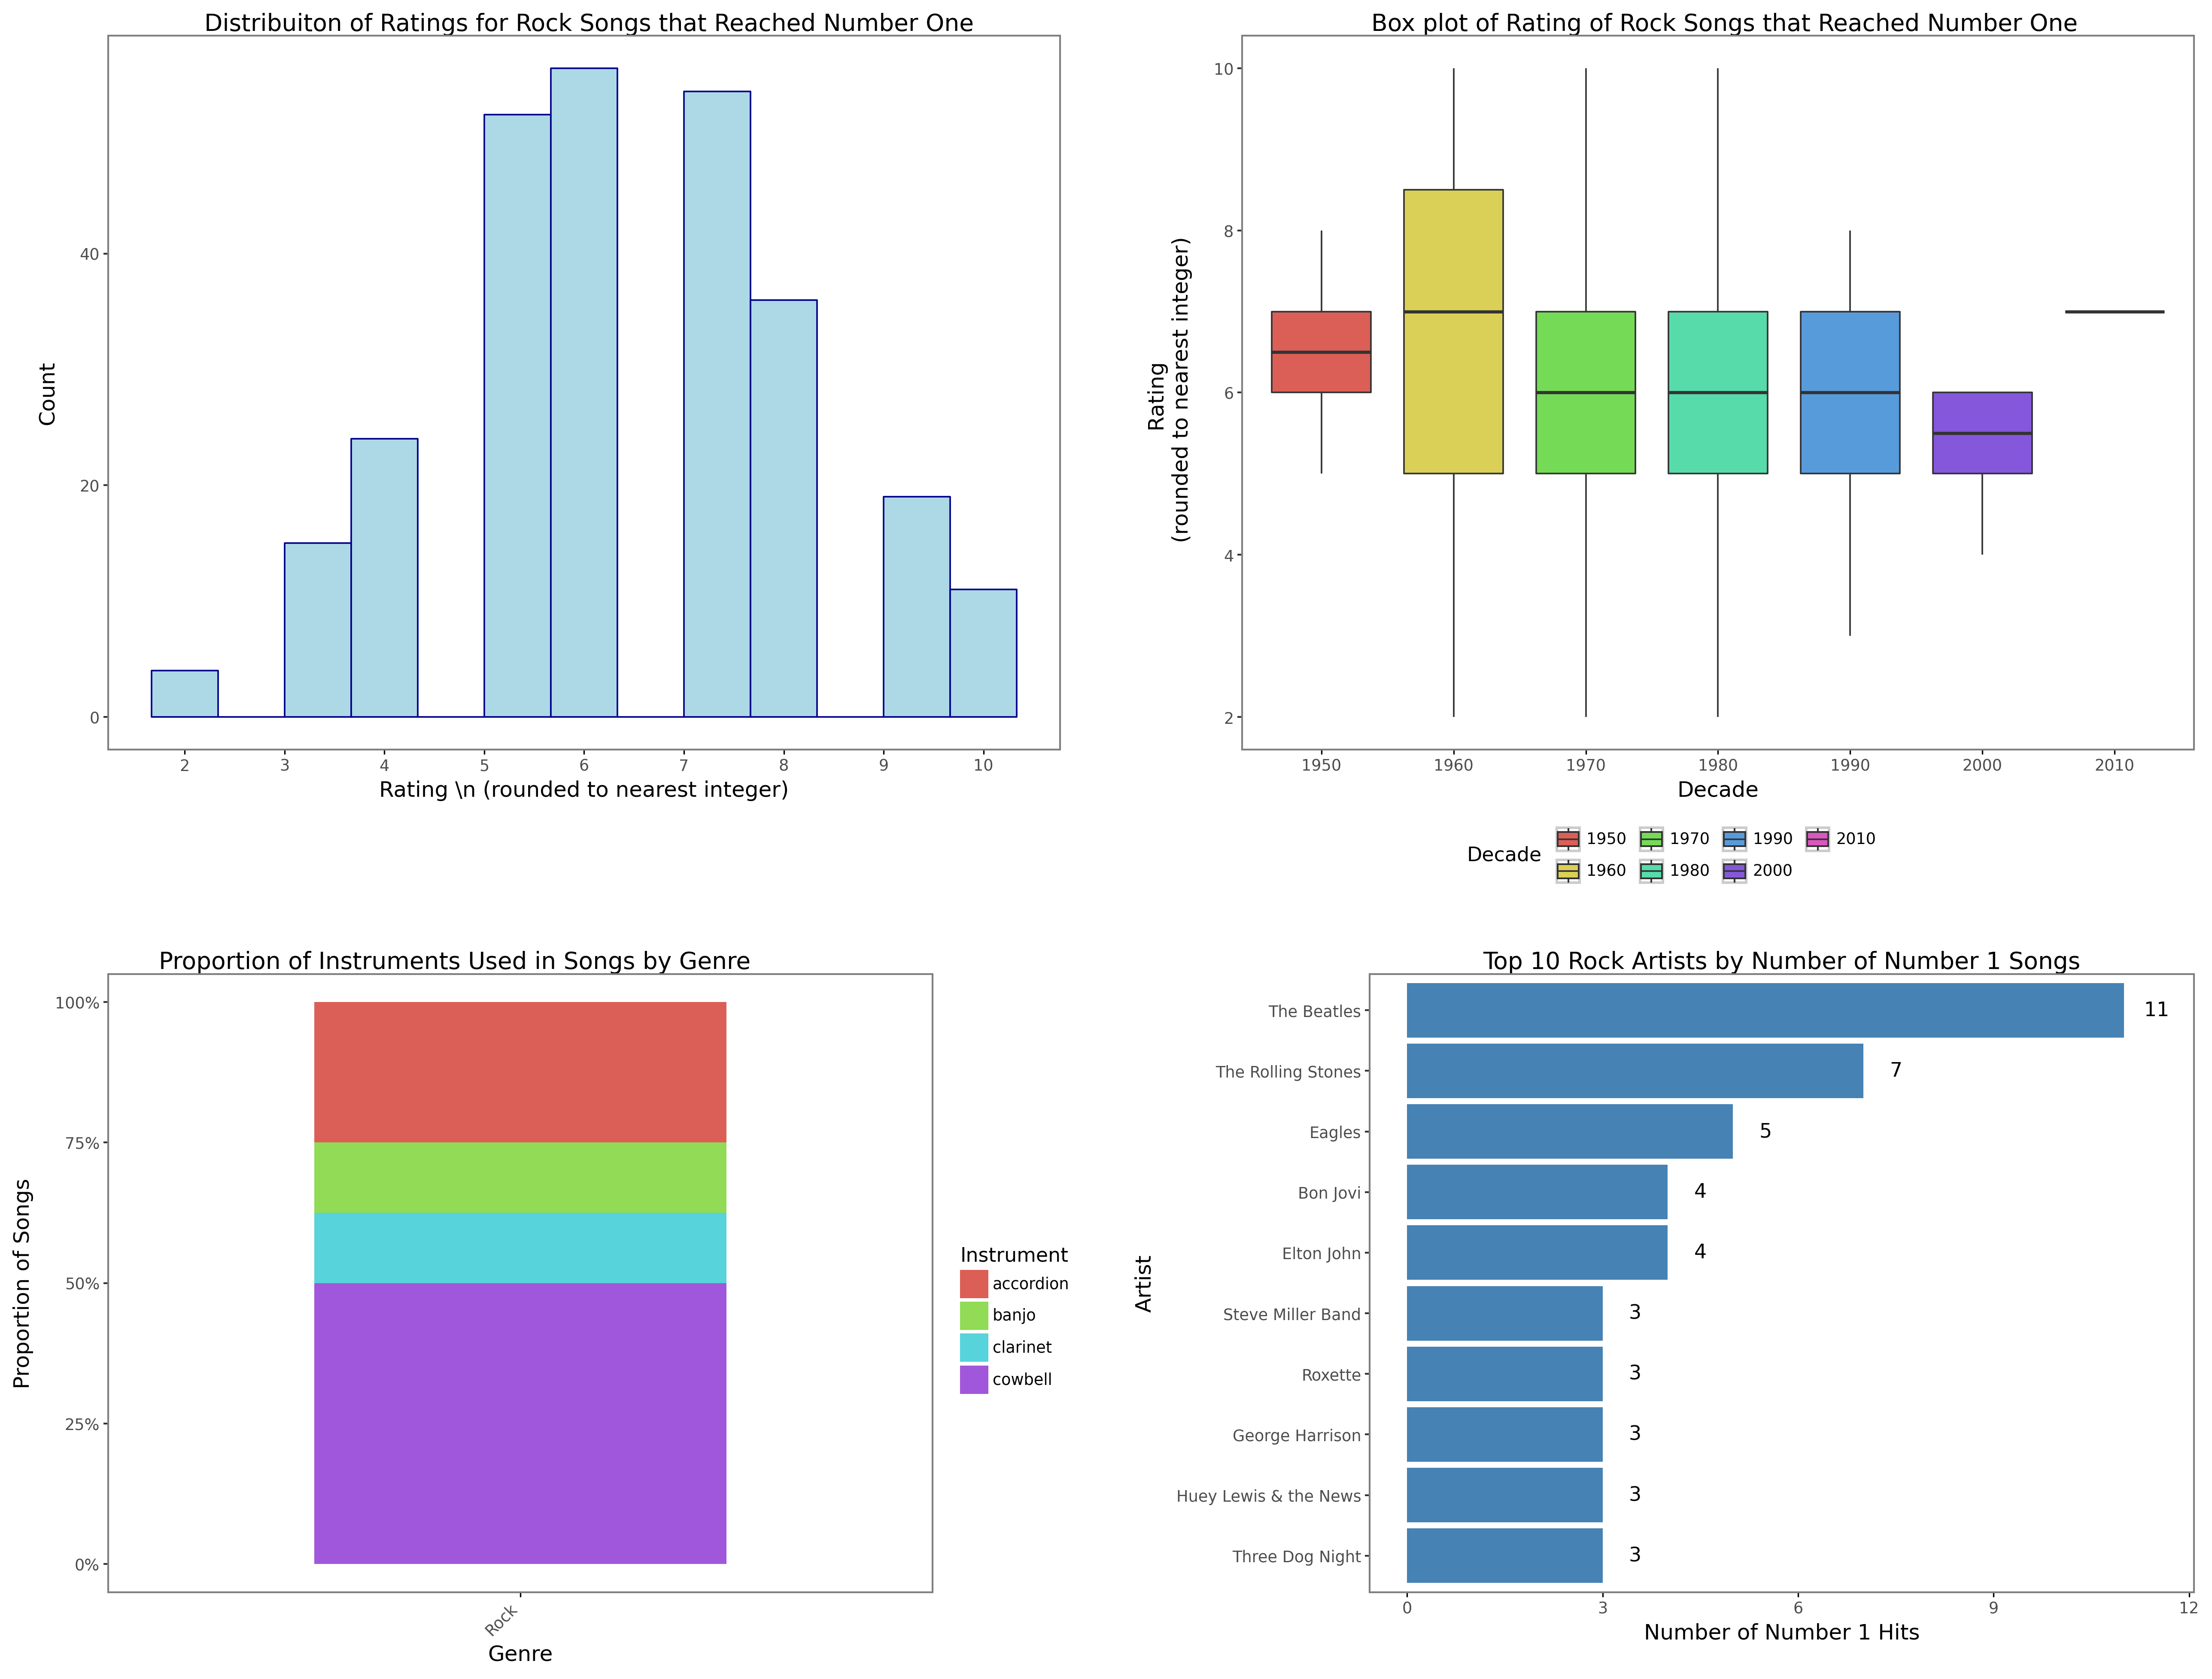 Distribuiton of Ratings for Rock Songs that Reached Number One
Count
40
20
0
2 3 4 5 6 7 8 9 10
Rating \n (rounded to nearest integer)
Box plot of Rating of Rock Songs that Reached Number One
Rating
(rounded to nearest integer)
10
8
6
4
2
1950 1960 1970 1980 1990 2000 2010
Decade
Decade
1950 1970 1990 2010
1960 1980 2000
Proportion of Instruments Used in Songs by Genre
Proportion of Songs
100%
75%
50%
25%
0%
Rock
Genre
Instrument
accordion
banjo
clarinet
cowbell
Top 10 Rock Artists by Number of Number 1 Songs
Artist
The Beatles 11
The Rolling Stones 7
Eagles 5
Bon Jovi 4
Elton John 4
Steve Miller Band 3
Roxette 3
George Harrison 3
Huey Lewis & the News 3
Three Dog Night 3
0 3 6 9 12
Number of Number 1 Hits